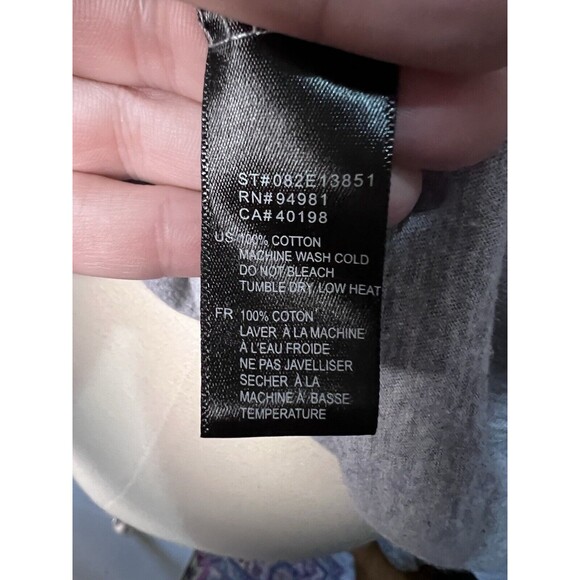 ST#082E13851
RN#94981
CA#40198
US 100% COTTON
MACHINE WASH COLD
DO NOT BLEACH
TUMBLE DRY, LOW HEAT
FR 100% COTON
LAVER À LA MACHINE
À L'EAU FROIDE
NE PAS JAVELLISER
SECHER À LA
MACHINE À BASSE
TEMPERATURE